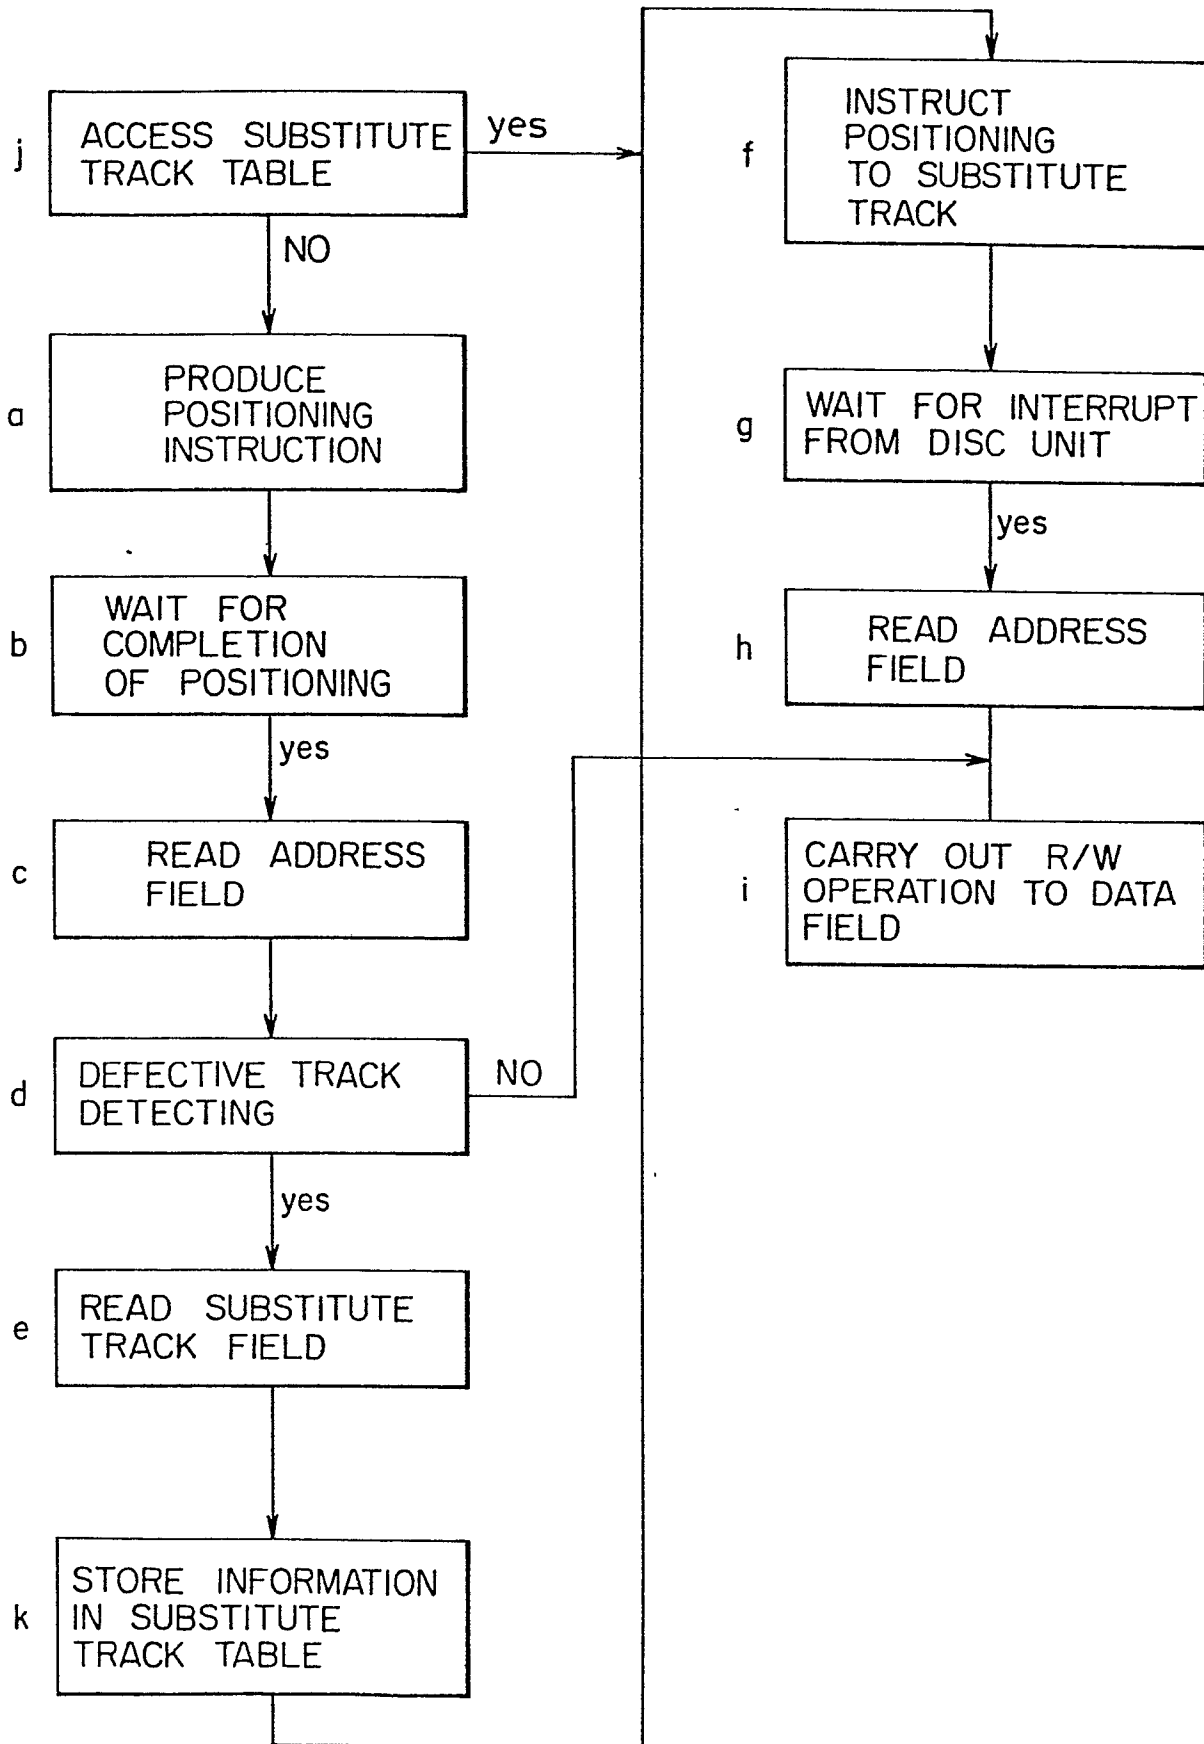 j
ACCESS SUBSTITUTE
TRACK TABLE
yes
NO
a
PRODUCE
POSITIONING
INSTRUCTION
b
WAIT FOR
COMPLETION
OF POSITIONING
yes
c
READ ADDRESS
FIELD
d
DEFECTIVE TRACK
DETECTING
NO
yes
e
READ SUBSTITUTE
TRACK FIELD
k
STORE INFORMATION
IN SUBSTITUTE
TRACK TABLE
f
INSTRUCT
POSITIONING
TO SUBSTITUTE
TRACK
g
WAIT FOR INTERRUPT
FROM DISC UNIT
yes
h
READ ADDRESS
FIELD
i
CARRY OUT R/W
OPERATION TO DATA
FIELD